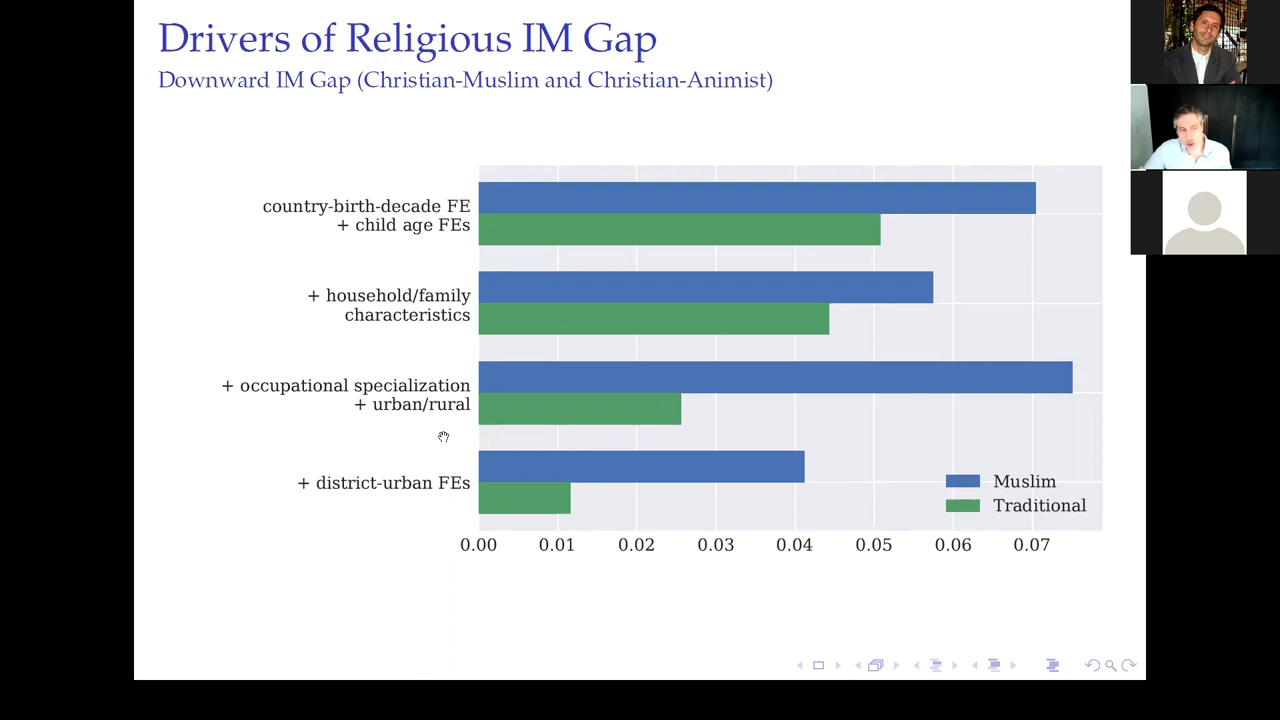 Drivers of Religious IM Gap
Downward IM Gap (Christian-Muslim and Christian-Animist)
country-birth-decade FE
+ child age FEs
+ household/family
characteristics
+ occupational specialization
+ urban/rural
+ district-urban FEs
Muslim
Traditional
0.00 0.01 0.02 0.03 0.04 0.05 0.06 0.07